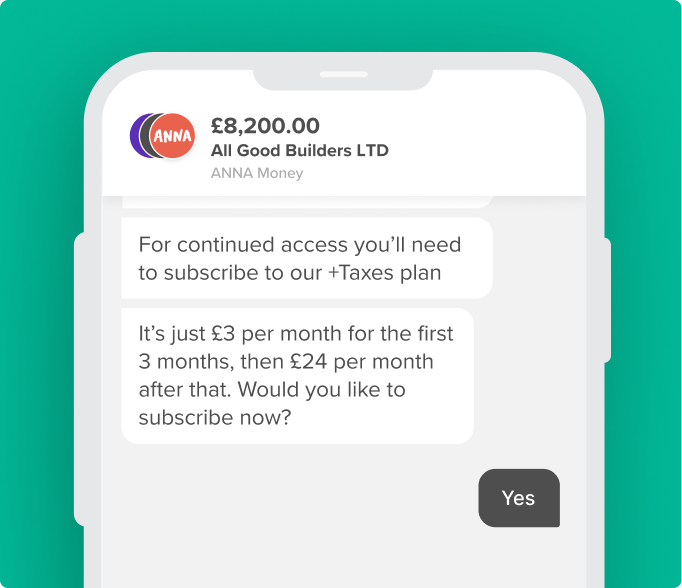 ANNA
£8,200.00
All Good Builders LTD
ANNA Money
For continued access you’ll need
to subscribe to our +Taxes plan
It’s just £3 per month for the first
3 months, then £24 per month
after that. Would you like to
subscribe now?
Yes